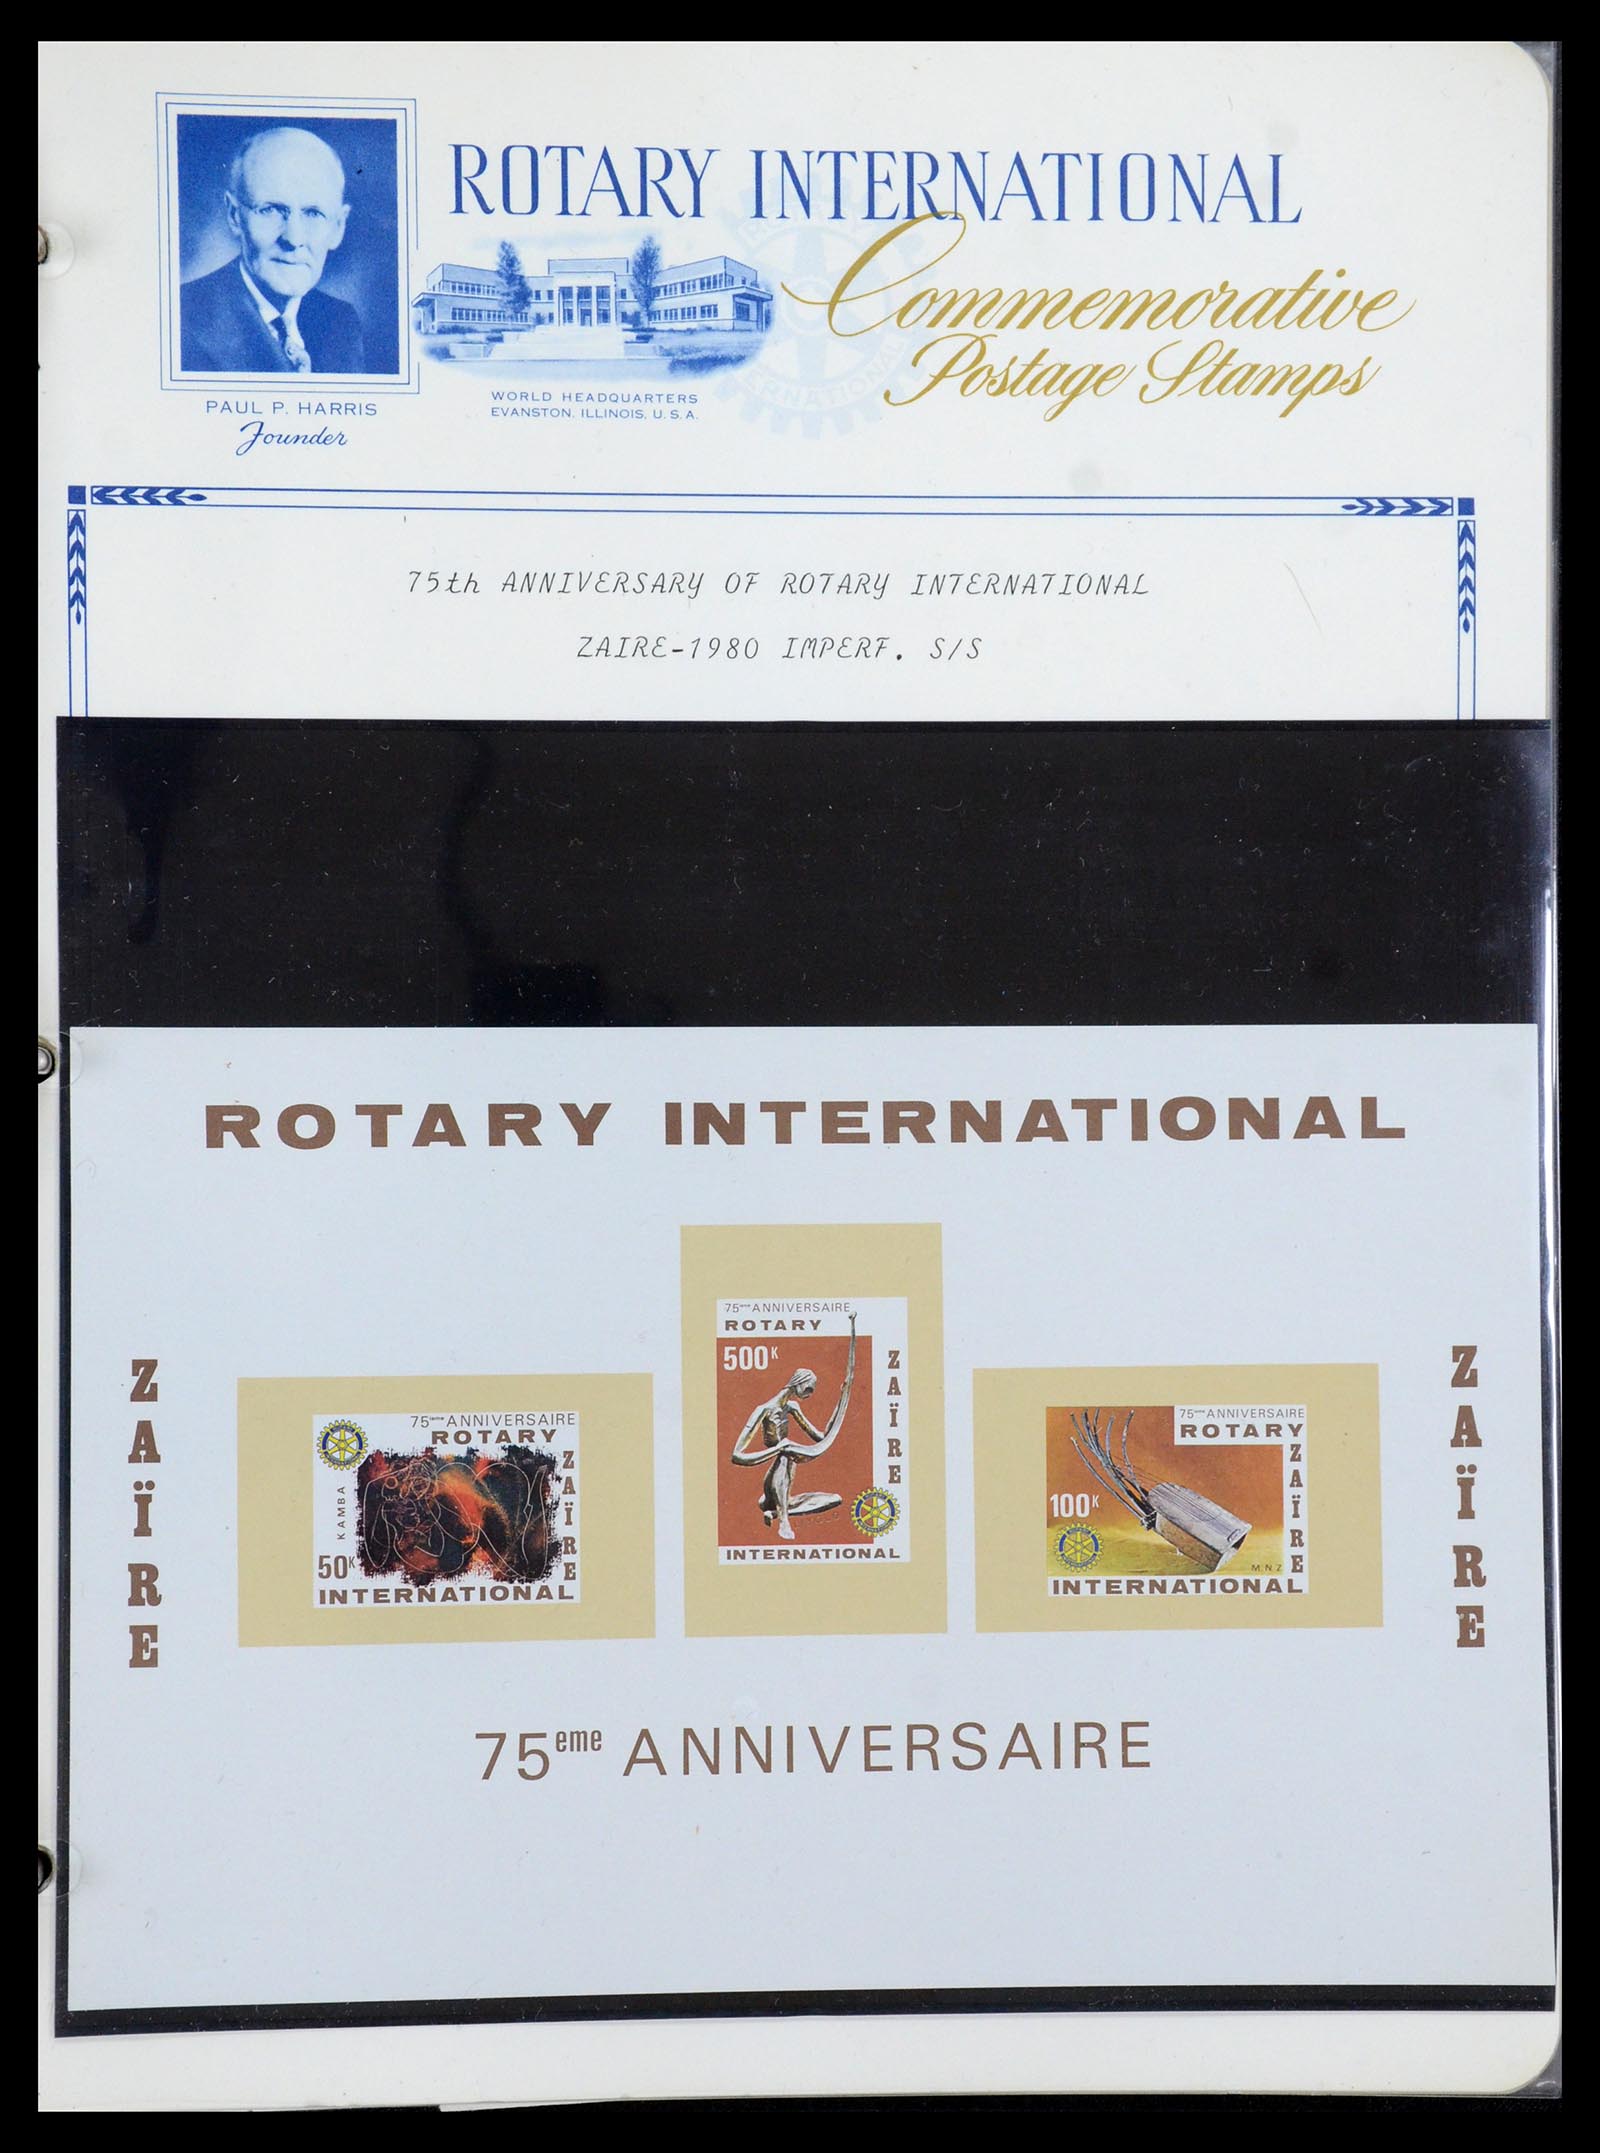 ROTARY INTERNATIONAL
Commemorative
Postage Stamps
PAUL P. HARRIS
Founder
WORLD HEADQUARTERS
EVANSTON, ILLINOIS, U.S.A.
75th ANNIVERSARY OF ROTARY INTERNATIONAL
ZAIRE-1980 IMPERF. S/S
ROTARY INTERNATIONAL
ZAÏRE
75eme ANNIVERSAIRE
ROTARY
ZAÏRE
KAMBA
50K
INTERNATIONAL
75eme ANNIVERSAIRE
ROTARY
500K
ZAÏRE
INTERNATIONAL
75eme ANNIVERSAIRE
ROTARY
ZAÏRE
100K
M.N.Z
INTERNATIONAL
ZAÏRE
75eme ANNIVERSAIRE